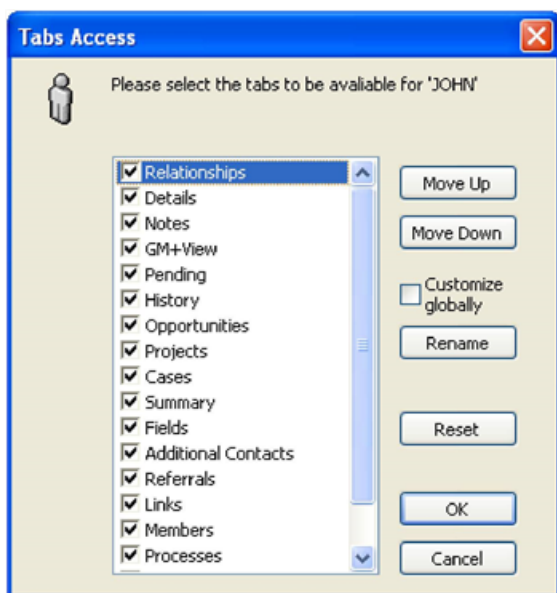 Tabs Access
Please select the tabs to be avaliable for 'JOHN'
Relationships
Details
Notes
GM+View
Pending
History
Opportunities
Projects
Cases
Summary
Fields
Additional Contacts
Referrals
Links
Members
Processes
Move Up
Move Down
Customize
globally
Rename
Reset
OK
Cancel